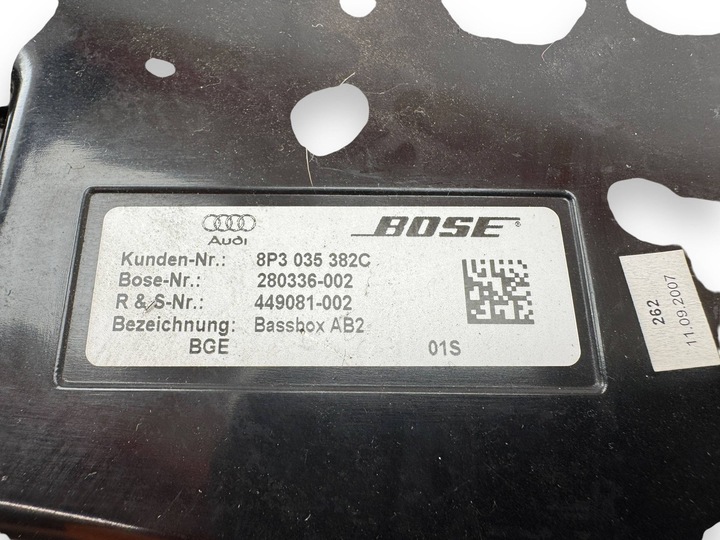 Audi
BOSE®
Kunden-Nr.: 8P3 035 382C
Bose-Nr.: 280336-002
R & S-Nr.: 449081-002
Bezeichnung: Bassbox AB2
BGE 01S
262
11.09.2007